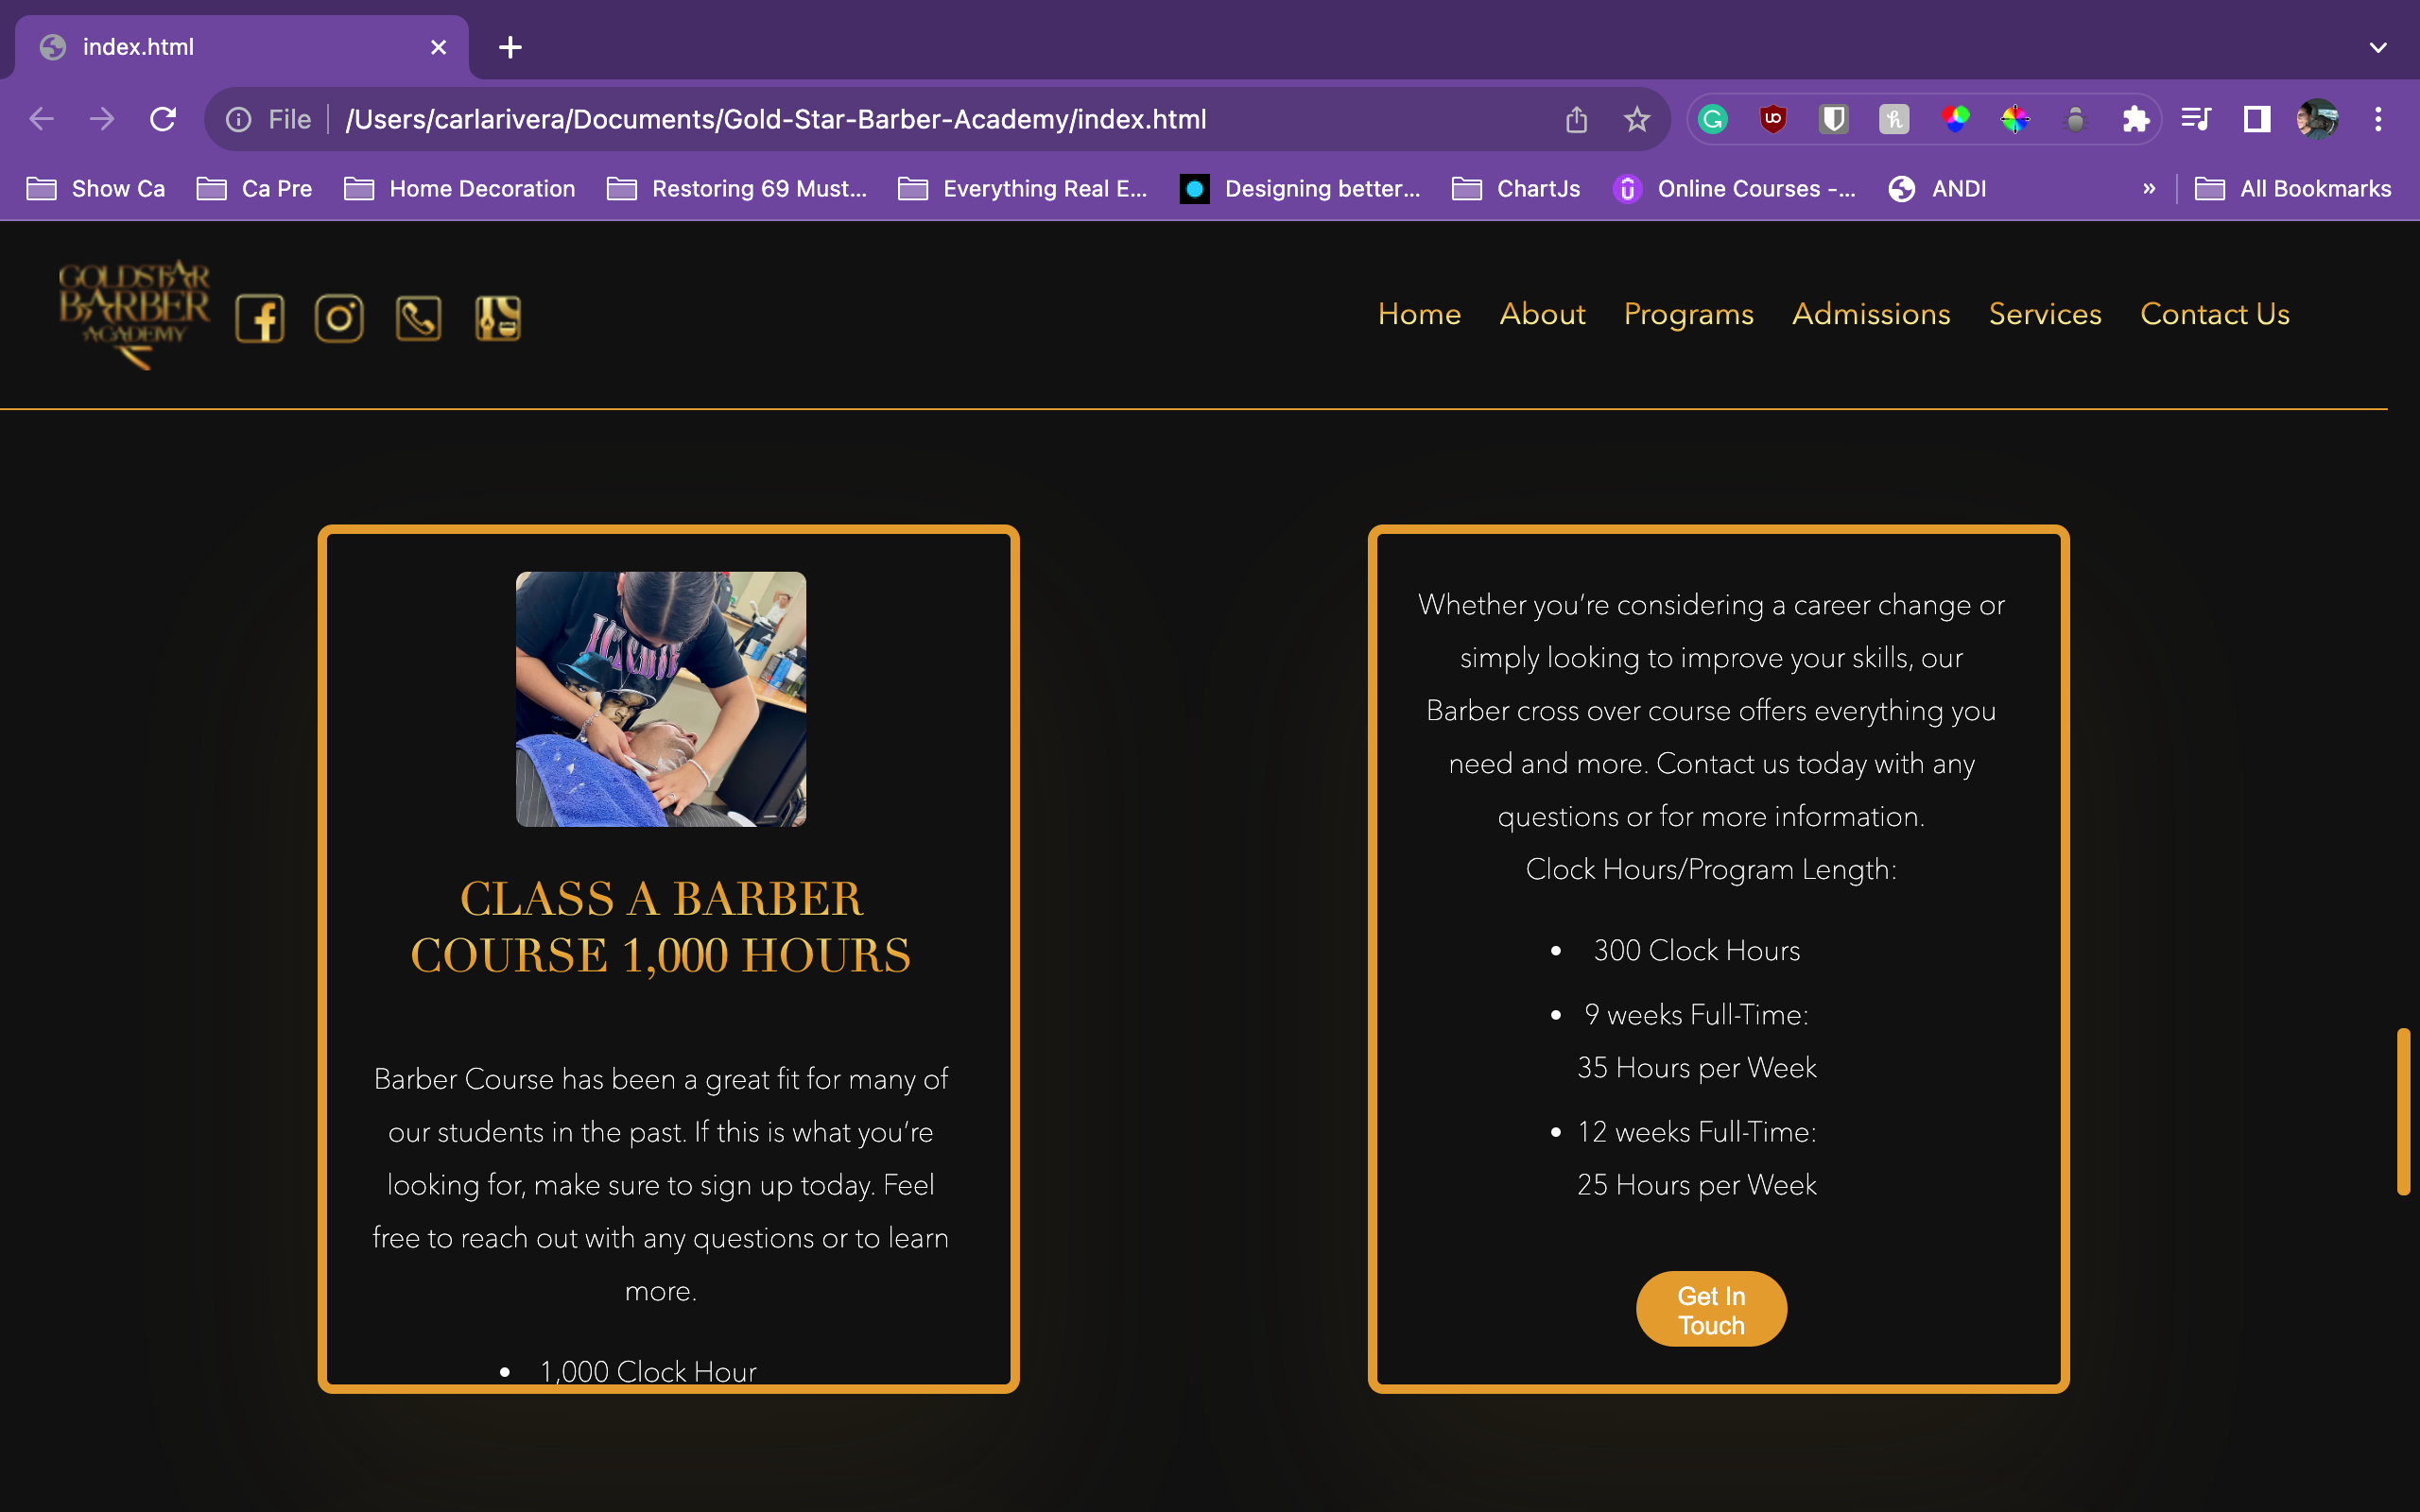 index.html
File
/Users/carlarivera/Documents/Gold-Star-Barber-Academy/index.html
Show Ca
Ca Pre
Home Decoration
Restoring 69 Must...
Everything Real E...
Designing better...
ChartJs
Online Courses -...
ANDI
»
All Bookmarks
GOLDSTAR
BARBER
ACADEMY
Home
About
Programs
Admissions
Services
Contact Us
CLASS A BARBER
COURSE 1,000 HOURS
Barber Course has been a great fit for many of
our students in the past. If this is what you’re
looking for, make sure to sign up today. Feel
free to reach out with any questions or to learn
more.
• 1,000 Clock Hour
Whether you’re considering a career change or
simply looking to improve your skills, our
Barber cross over course offers everything you
need and more. Contact us today with any
questions or for more information.
Clock Hours/Program Length:
• 300 Clock Hours
• 9 weeks Full-Time:
35 Hours per Week
• 12 weeks Full-Time:
25 Hours per Week
Get In
Touch